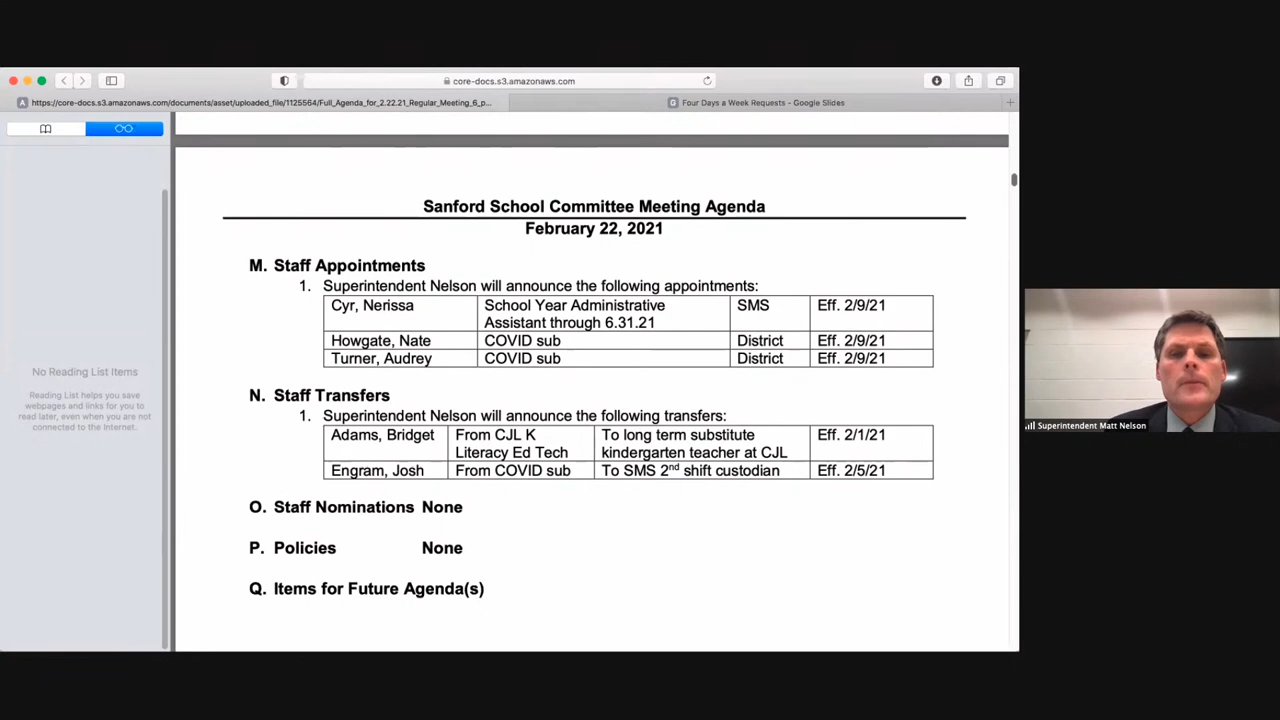 core-docs.s3.amazonaws.com
https://core-docs.s3.amazonaws.com/documents/asset/uploaded_file/1125564/Full_Agenda_for_2.22.21_Regular_Meeting_6_p...
Four Days a Week Requests - Google Slides
No Reading List Items
Reading List helps you save
webpages and links for you to
read later, even when you are not
connected to the Internet.
Sanford School Committee Meeting Agenda
February 22, 2021
M. Staff Appointments
1. Superintendent Nelson will announce the following appointments:
Cyr, Nerissa School Year Administrative SMS Eff. 2/9/21
Assistant through 6.31.21
Howgate, Nate COVID sub District Eff. 2/9/21
Turner, Audrey COVID sub District Eff. 2/9/21
N. Staff Transfers
1. Superintendent Nelson will announce the following transfers:
Adams, Bridget From CJL K To long term substitute Eff. 2/1/21
Literacy Ed Tech kindergarten teacher at CJL
Engram, Josh From COVID sub To SMS 2nd shift custodian Eff. 2/5/21
O. Staff Nominations None
P. Policies None
Q. Items for Future Agenda(s)
Superintendent Matt Nelson